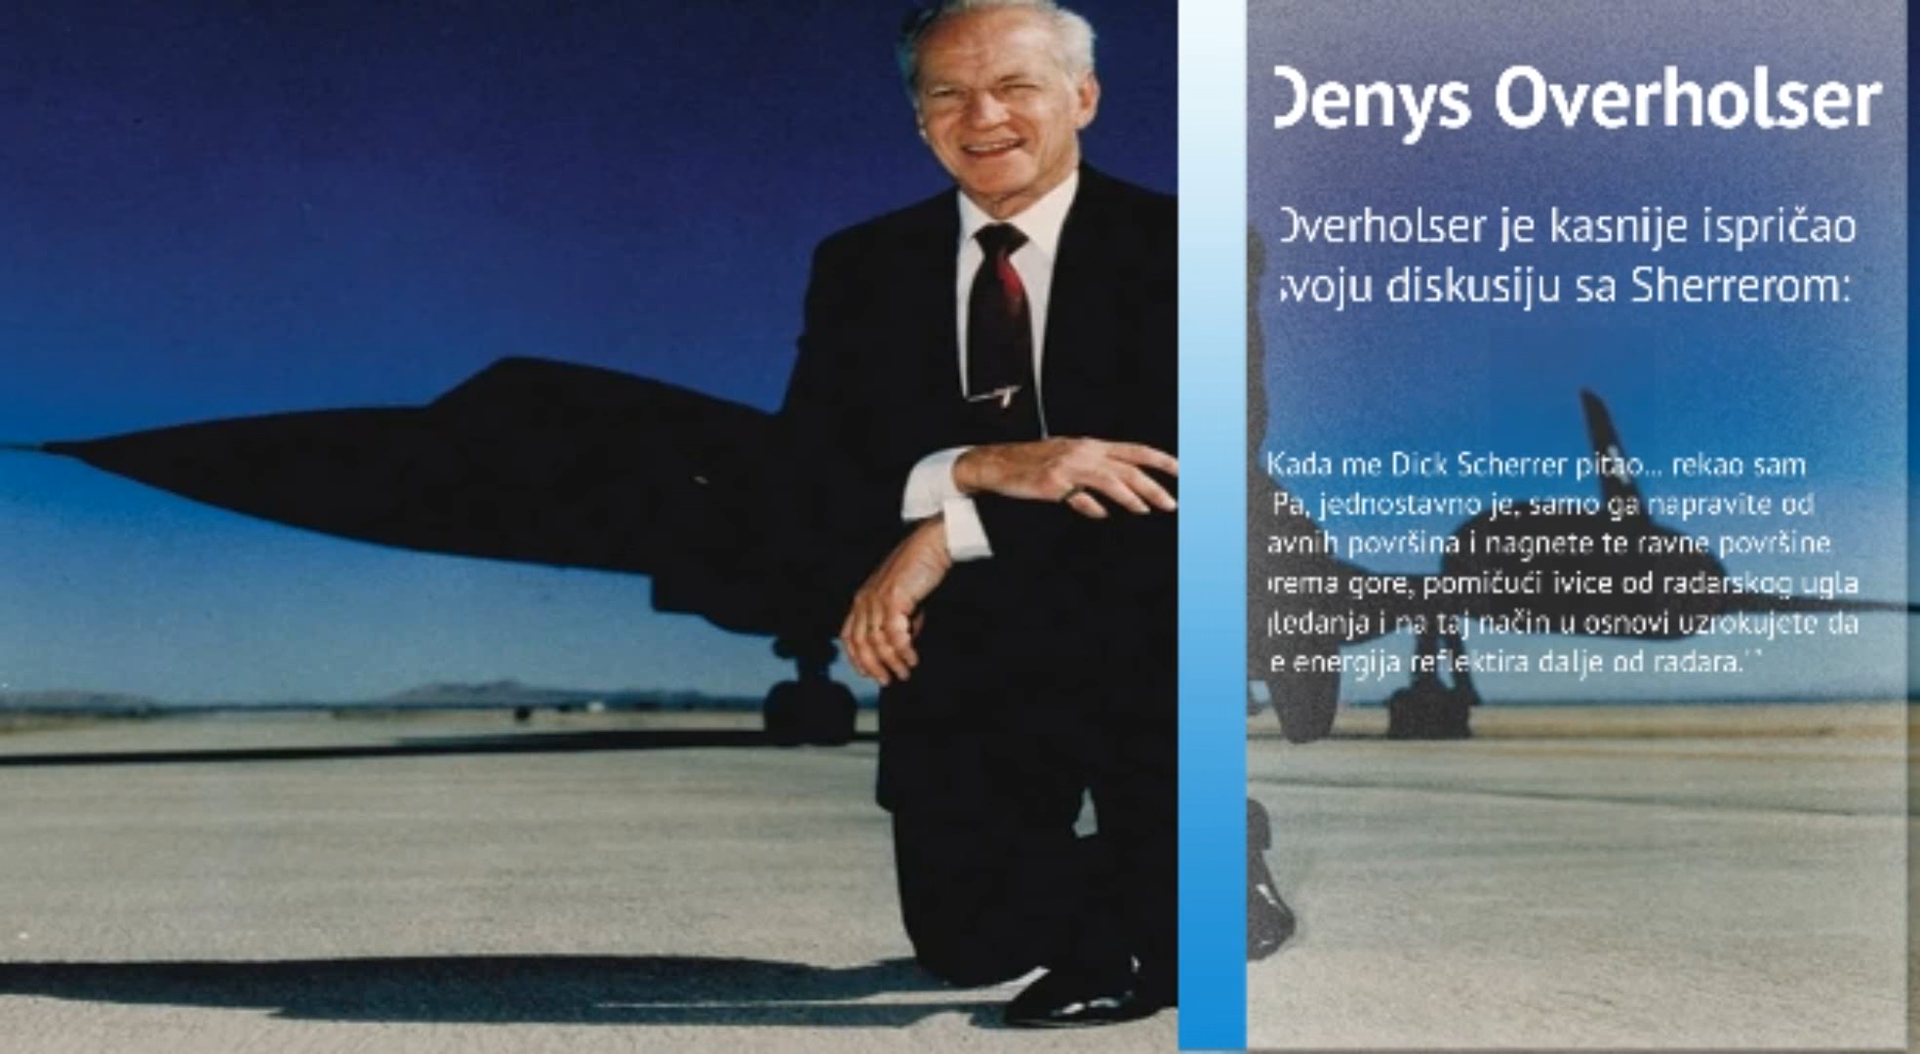 Denys Overholser
Overholser je kasnije ispričao
svoju diskusiju sa Sherrerom:
Kada me Dick Scherrer pitao... rekao sam
'Pa, jednostavno je, samo ga napravite od
avnih površina i nagnete te ravne površine
rema gore, pomičući ivice od radarskog ugla
gledanja i na taj način u osnovi uzrokujete da
e energija reflektira dalje od radara.''